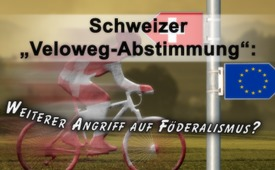 Schweizer
„Veloweg-Abstimmung“:
Weiterer Angriff auf Föderalismus?